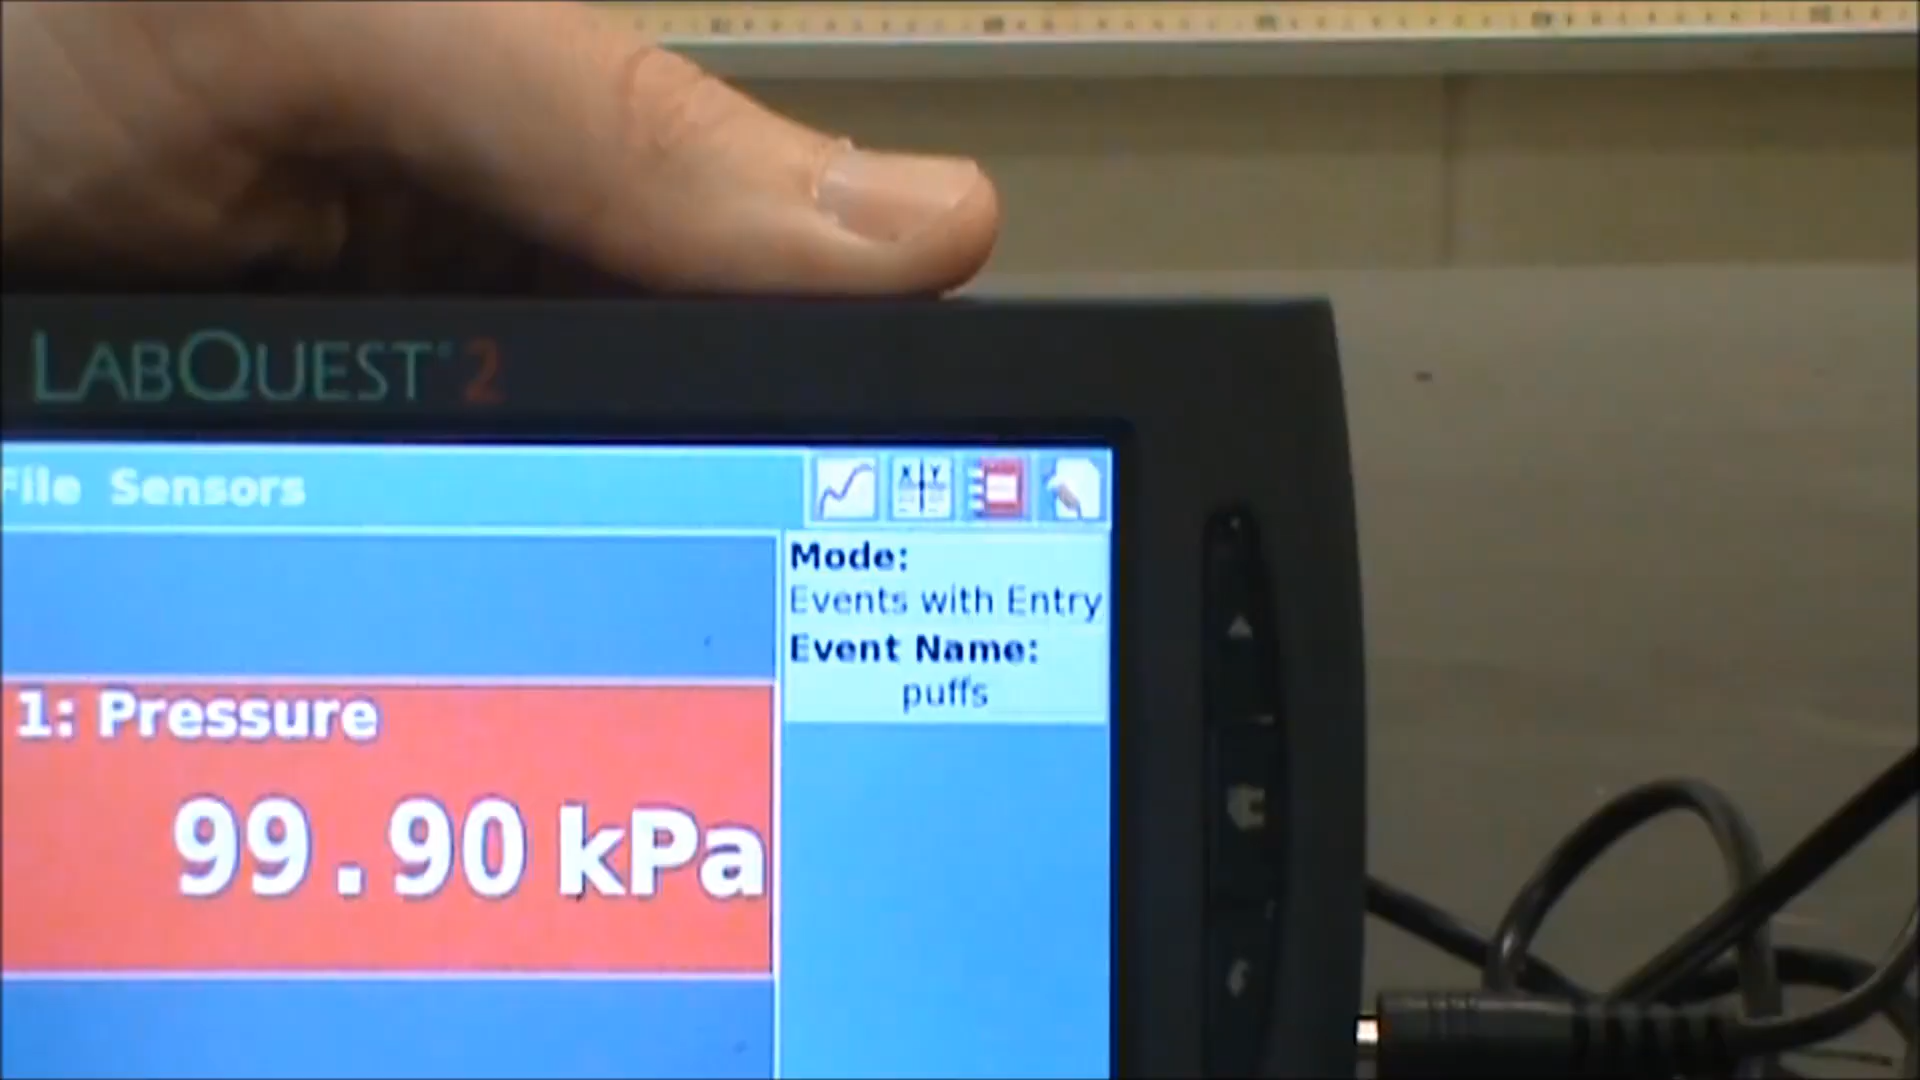 LABQUEST 2
File Sensors
X Y
Mode:
Events with Entry
Event Name:
puffs
1: Pressure
99.90 kPa